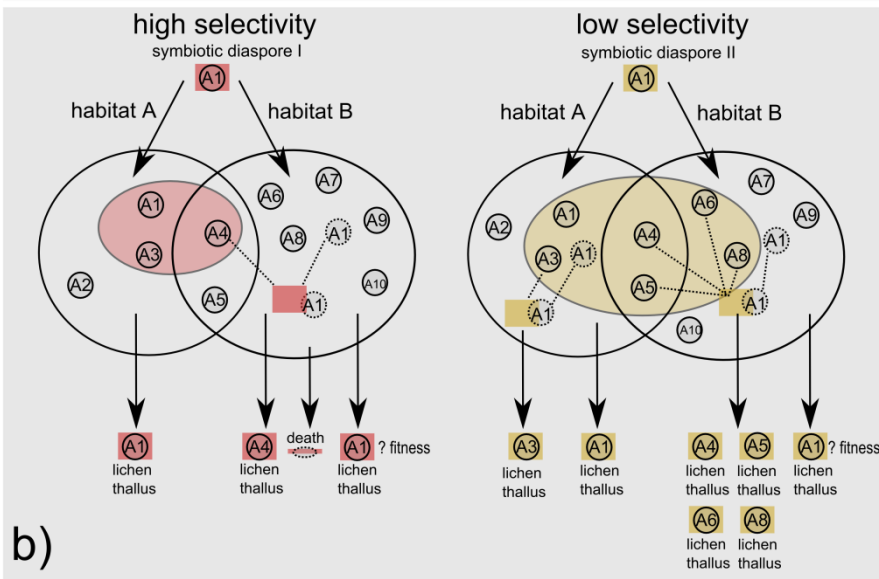 high selectivity
symbiotic diaspore I
A1
habitat A
habitat B
A1
A3
A4
A2
A5
A6
A7
A8
A1
A9
A10
A1
A1
lichen
thallus
A4
lichen
thallus
death
A1
? fitness
lichen
thallus
low selectivity
symbiotic diaspore II
A1
habitat A
habitat B
A2
A1
A3
A1
A1
A4
A5
A6
A7
A8
A9
A1
A1
A10
A3
lichen
thallus
A1
lichen
thallus
A4
lichen
thallus
A5
lichen
thallus
A1
? fitness
lichen
thallus
A6
lichen
thallus
A8
lichen
thallus
b)